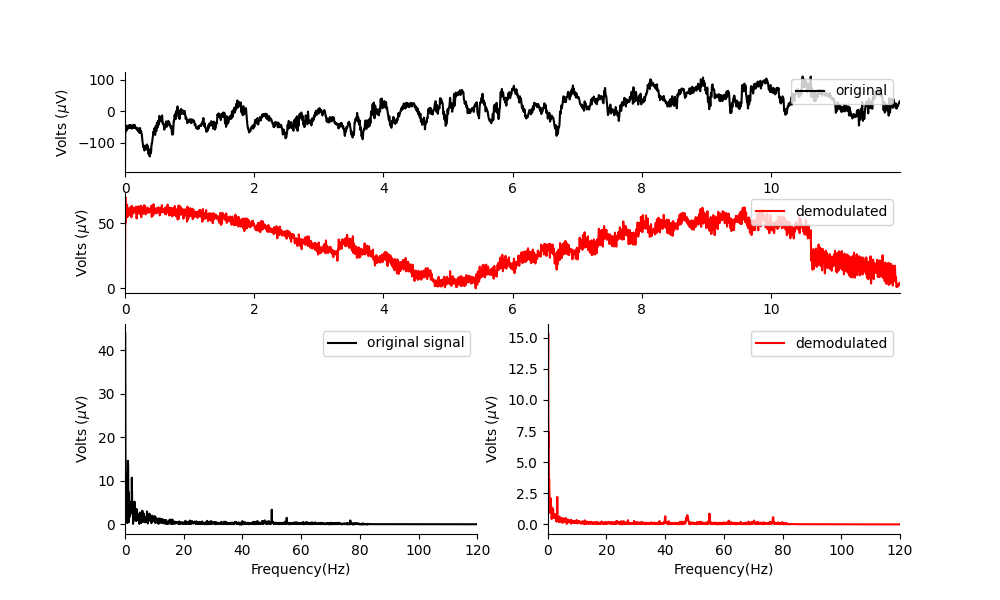 100
0
−100
Volts (μV)
original
0 2 4 6 8 10
50
0
Volts (μV)
demodulated
0 2 4 6 8 10
40
30
20
10
0
Volts (μV)
original signal
0 20 40 60 80 100 120
Frequency(Hz)
15.0
12.5
10.0
7.5
5.0
2.5
0.0
Volts (μV)
demodulated
0 20 40 60 80 100 120
Frequency(Hz)